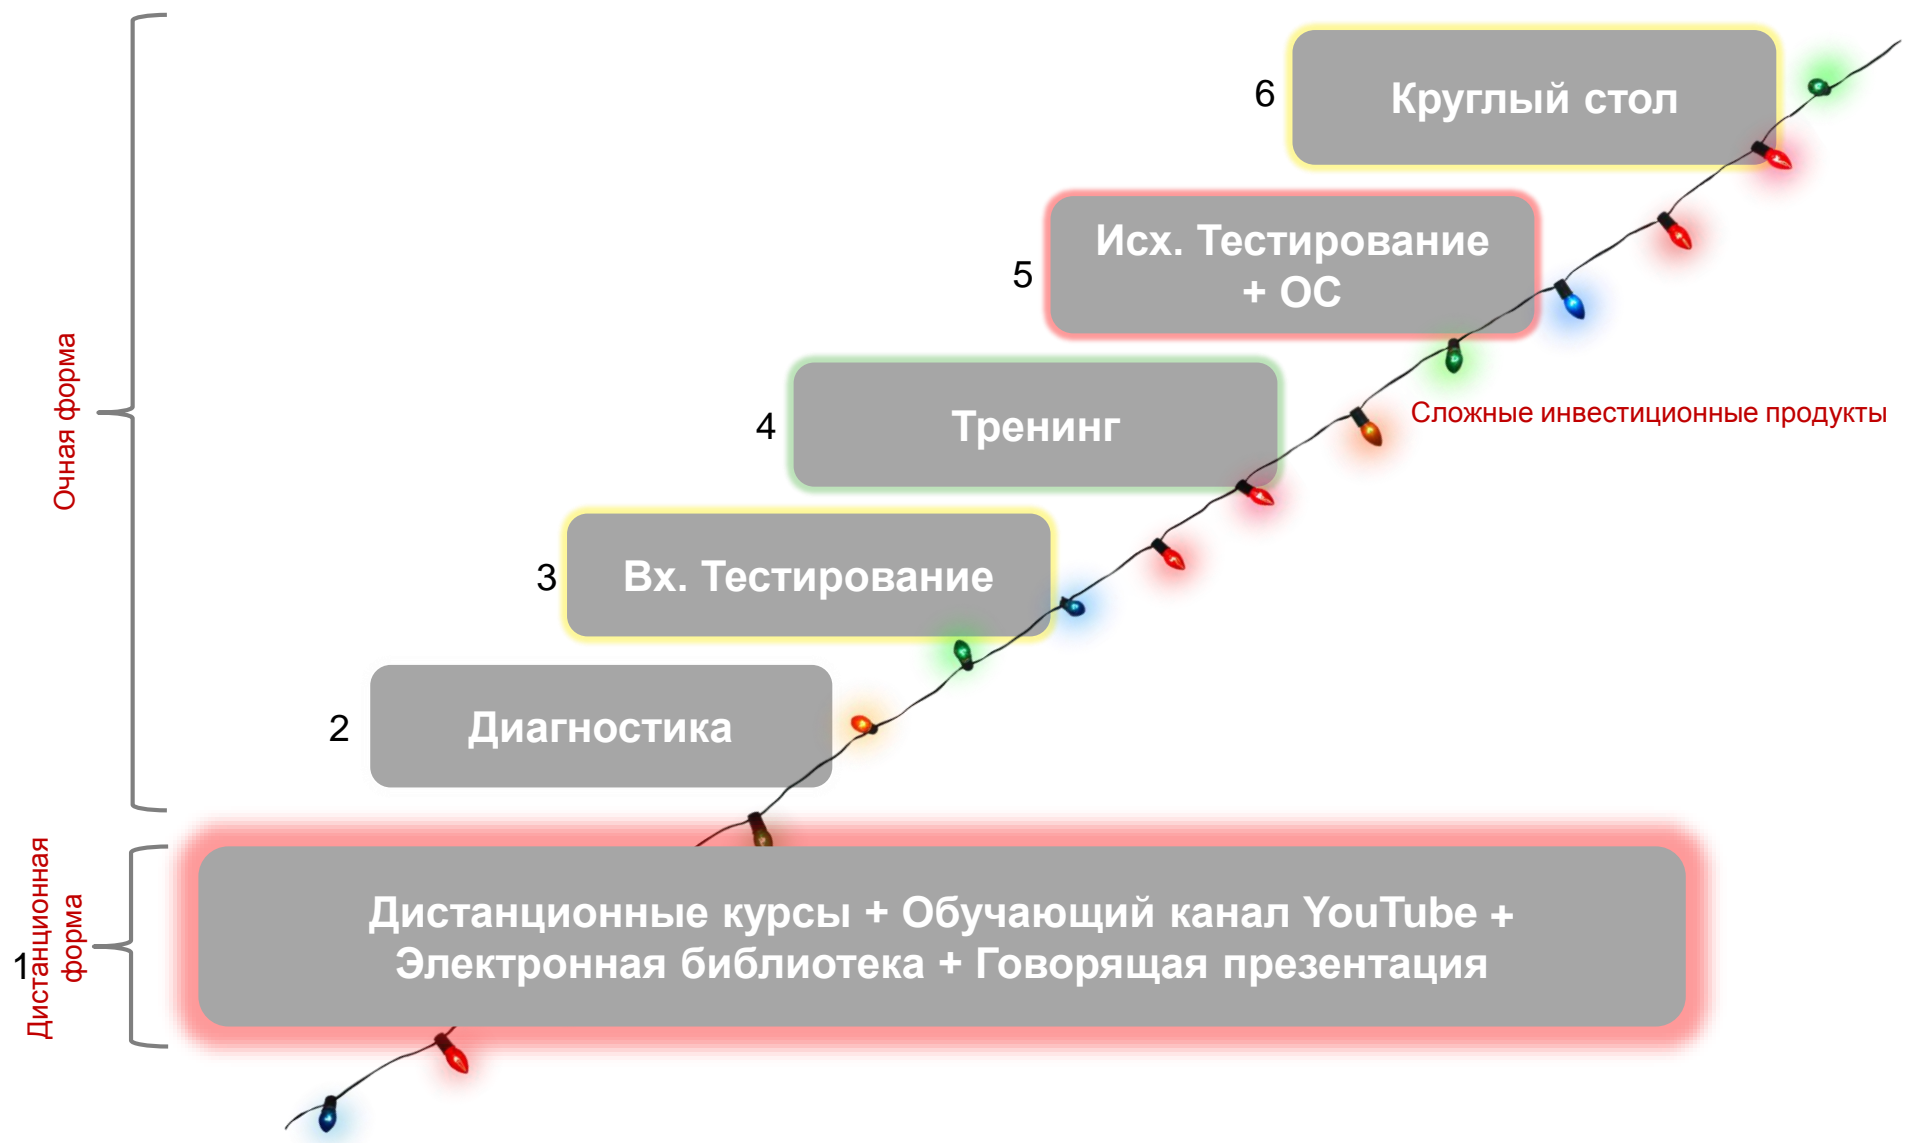 6
Круглый стол
5
Исх. Тестирование
+ ОС
Очная форма
4
Тренинг
Сложные инвестиционные продукты
3
Вх. Тестирование
2
Диагностика
1
Дистанционная
форма
Дистанционные курсы + Обучающий канал YouTube +
Электронная библиотека + Говорящая презентация